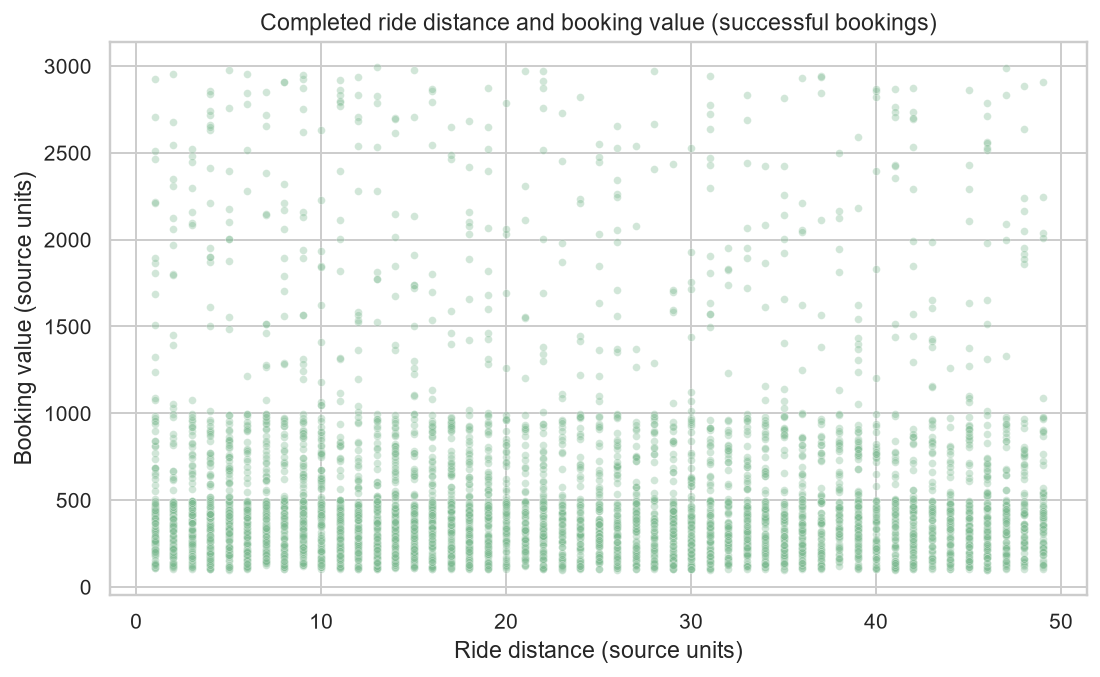 Completed ride distance and booking value (successful bookings)
3000
2500
2000
1500
1000
500
0
Booking value (source units)
0 10 20 30 40 50
Ride distance (source units)